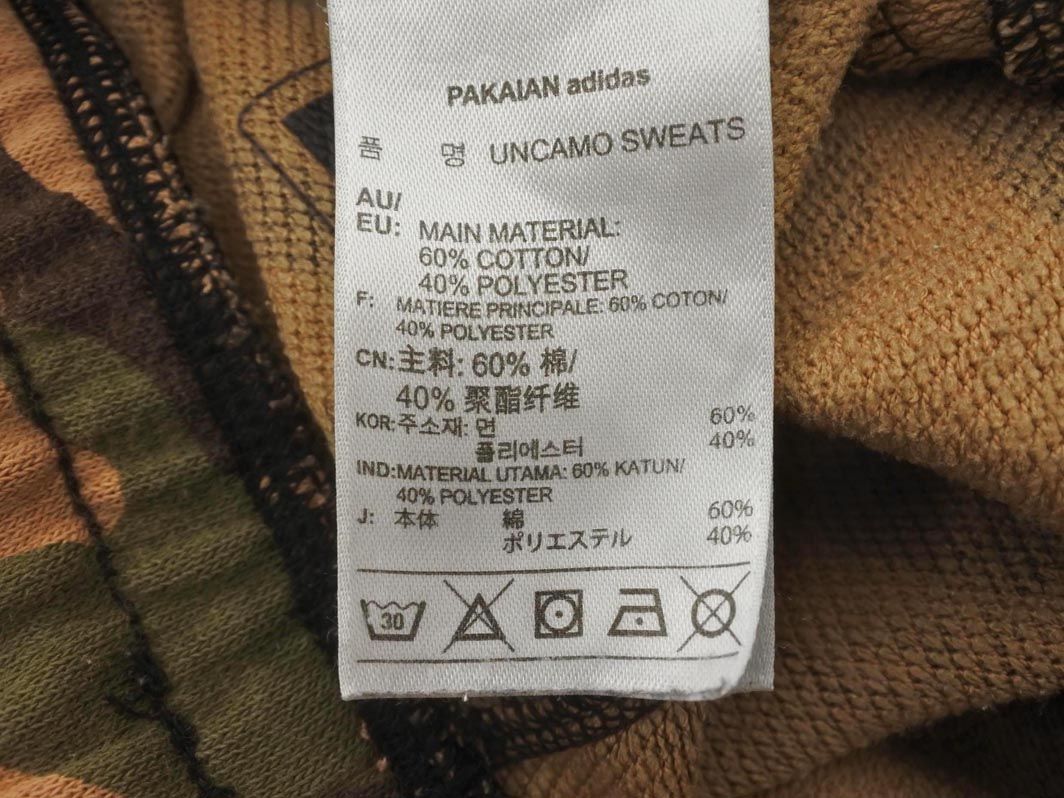 PAKAIAN adidas
품 명 UNCAMO SWEATS
AU/
EU: MAIN MATERIAL:
60% COTTON/
40% POLYESTER
F: MATIERE PRINCIPALE: 60% COTON/
40% POLYESTER
CN: 主料: 60% 棉/
40% 聚酯纤维
KOR: 주소재: 면 60%
폴리에스터 40%
IND: MATERIAL UTAMA: 60% KATUN/
40% POLYESTER
J: 本体 綿 60%
ポリエステル 40%
30